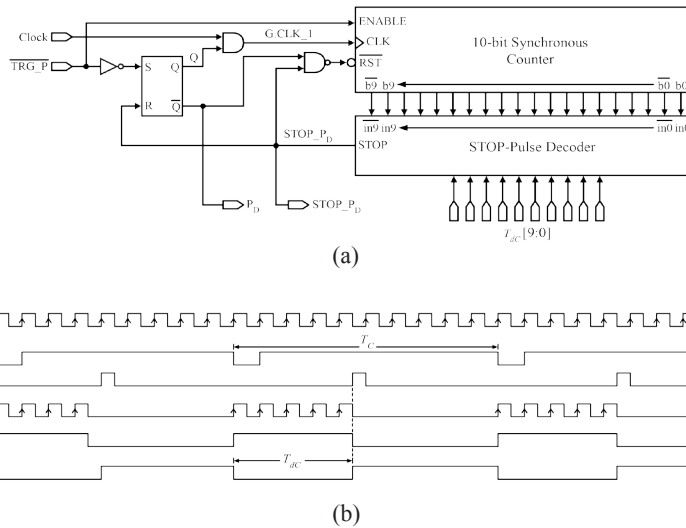 Clock
TRG_P
S Q
R Q
Q
G.CLK_1
ENABLE
CLK
RST
10-bit Synchronous
Counter
b9 b9 b0 b0
in9 in9 in0 in0
STOP
STOP-Pulse Decoder
STOP_P_D
P_D
STOP_P_D
T_dC [9:0]
(a)
T_C
T_dC
(b)